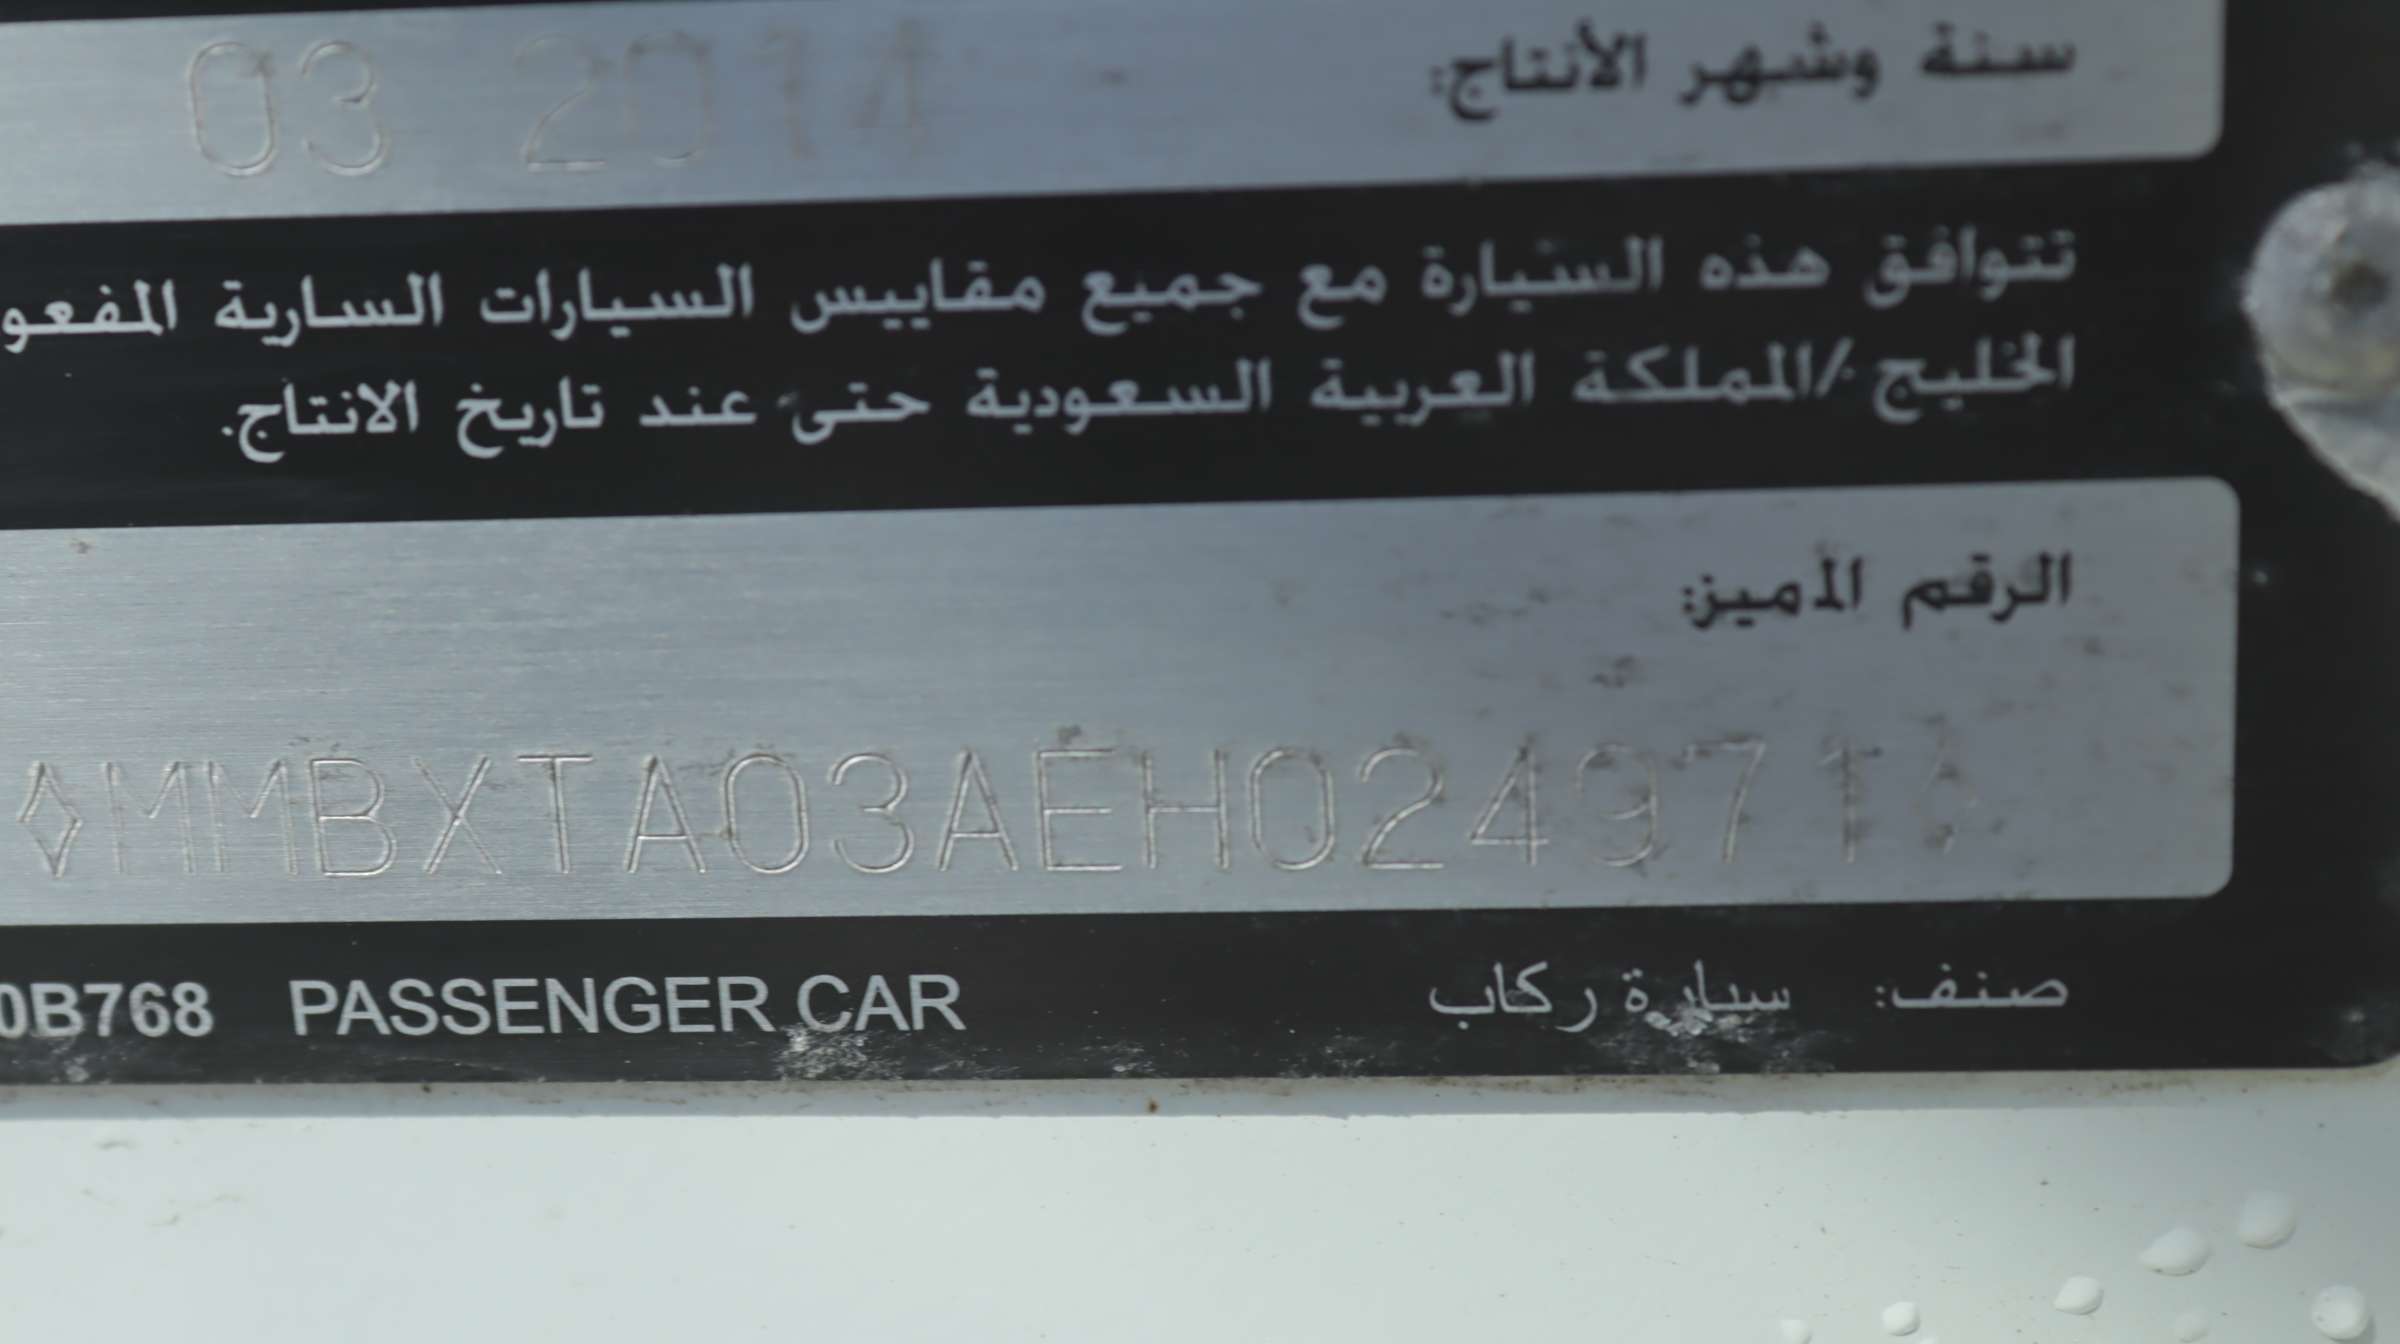 سنة وشهر الأنتاج: 03 2014
تتوافق هذه السيارة مع جميع مقاييس السيارات السارية
الخليج /المملكة العربية السعودية حتى عند تاريخ الانتاج.
الرقم المميز:
◊MMBXTA03AEH024971◊
صنف: سيارة ركاب PASSENGER CAR 0B768